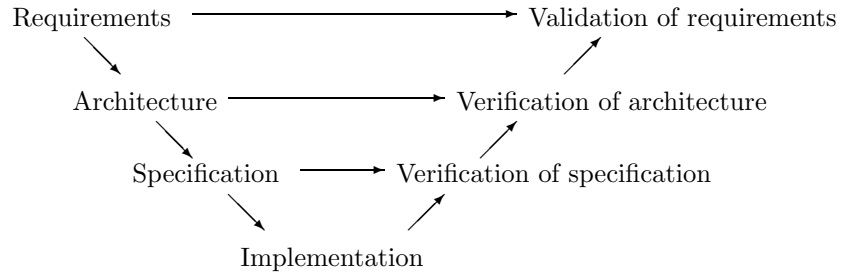 Requirements
Validation of requirements
Architecture
Verification of architecture
Specification
Verification of specification
Implementation